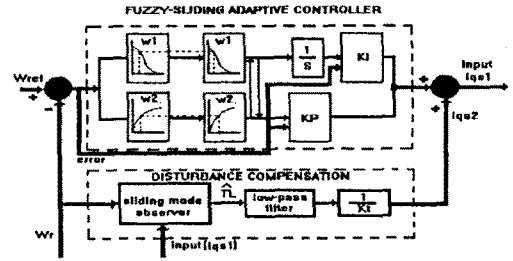 FUZZY-SLIDING ADAPTIVE CONTROLLER
w1 w1
1 S KI
Wref + - + +
Input Iqs1
w2 w2
KP
Iqs2
error
DISTURBANCE COMPENSATION
sliding mode observer
^ TL
low-pass filter
1 Kt
Wr
input [Iqs1]